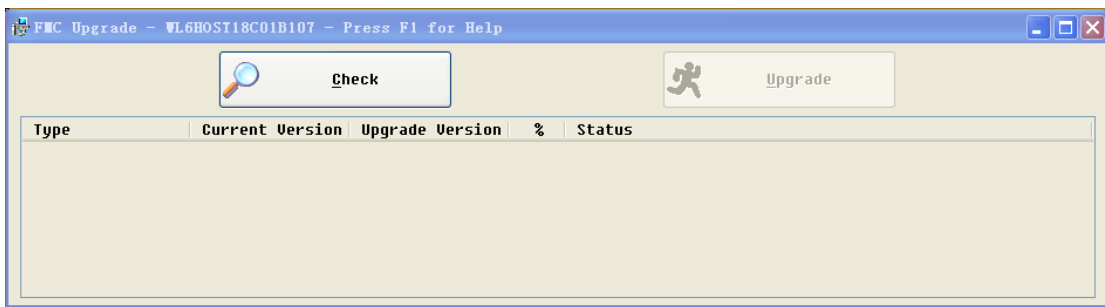 FMC Upgrade - WL6HOST18C01B107 - Press F1 for Help
Check
Upgrade
Type Current Version Upgrade Version % Status